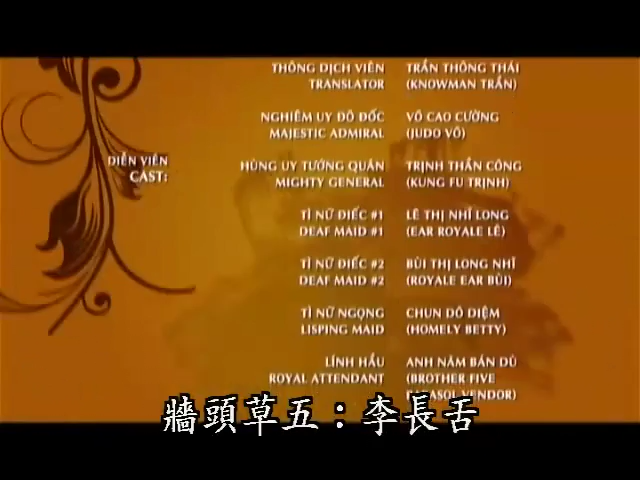 THÔNG DỊCH VIÊN TRẦN THÔNG THÁI
TRANSLATOR (KNOWMAN TRẦN)
NGHIÊM UY ĐÔ ĐỐC VÕ CAO CƯỜNG
MAJESTIC ADMIRAL (JUDO VÕ)
DIỄN VIÊN
CAST:
HÙNG UY TƯỚNG QUÂN TRỊNH THẦN CÔNG
MIGHTY GENERAL (KUNG FU TRỊNH)
TÌ NỮ ĐIẾC #1 LÊ THỊ NHĨ LONG
DEAF MAID #1 (EAR ROYALE LÊ)
TÌ NỮ ĐIẾC #2 BÙI THỊ LONG NHĨ
DEAF MAID #2 (ROYALE EAR BÙI)
TÌ NỮ NGỌNG CHUN DÔ DIỆM
LISPING MAID (HOMELY BETTY)
LÍNH HẦU ANH NĂM BÁN DÙ
ROYAL ATTENDANT (BROTHER FIVE
PARASOL VENDOR)
牆頭草五：李長舌